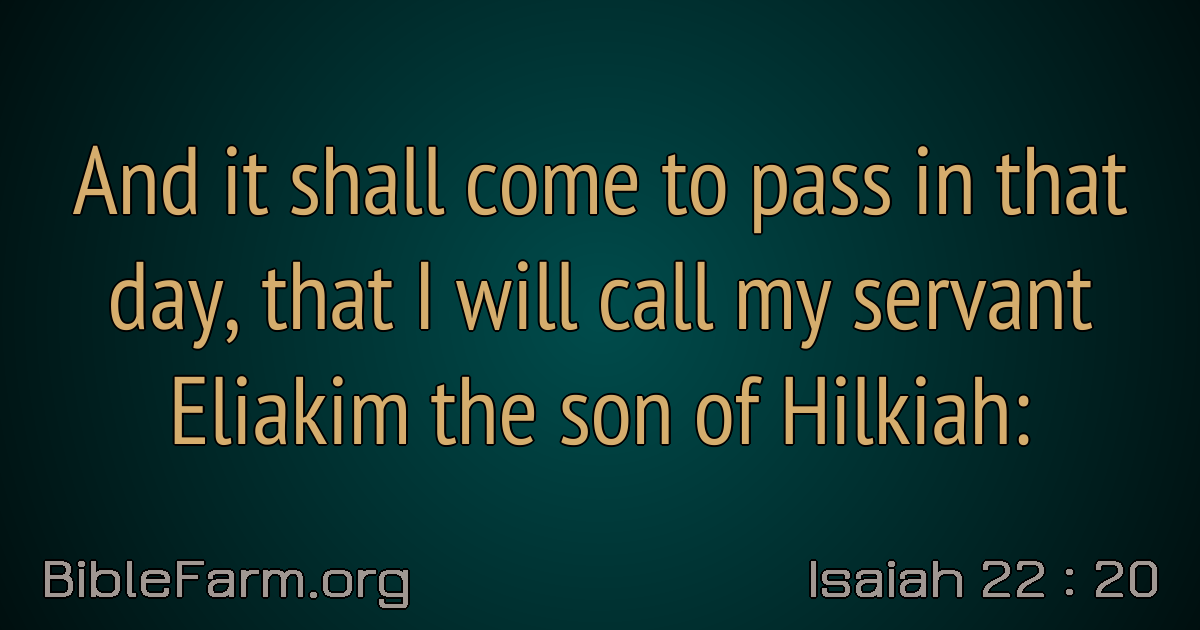 And it shall come to pass in that
day, that I will call my servant
Eliakim the son of Hilkiah:
BibleFarm.org
Isaiah 22 : 20